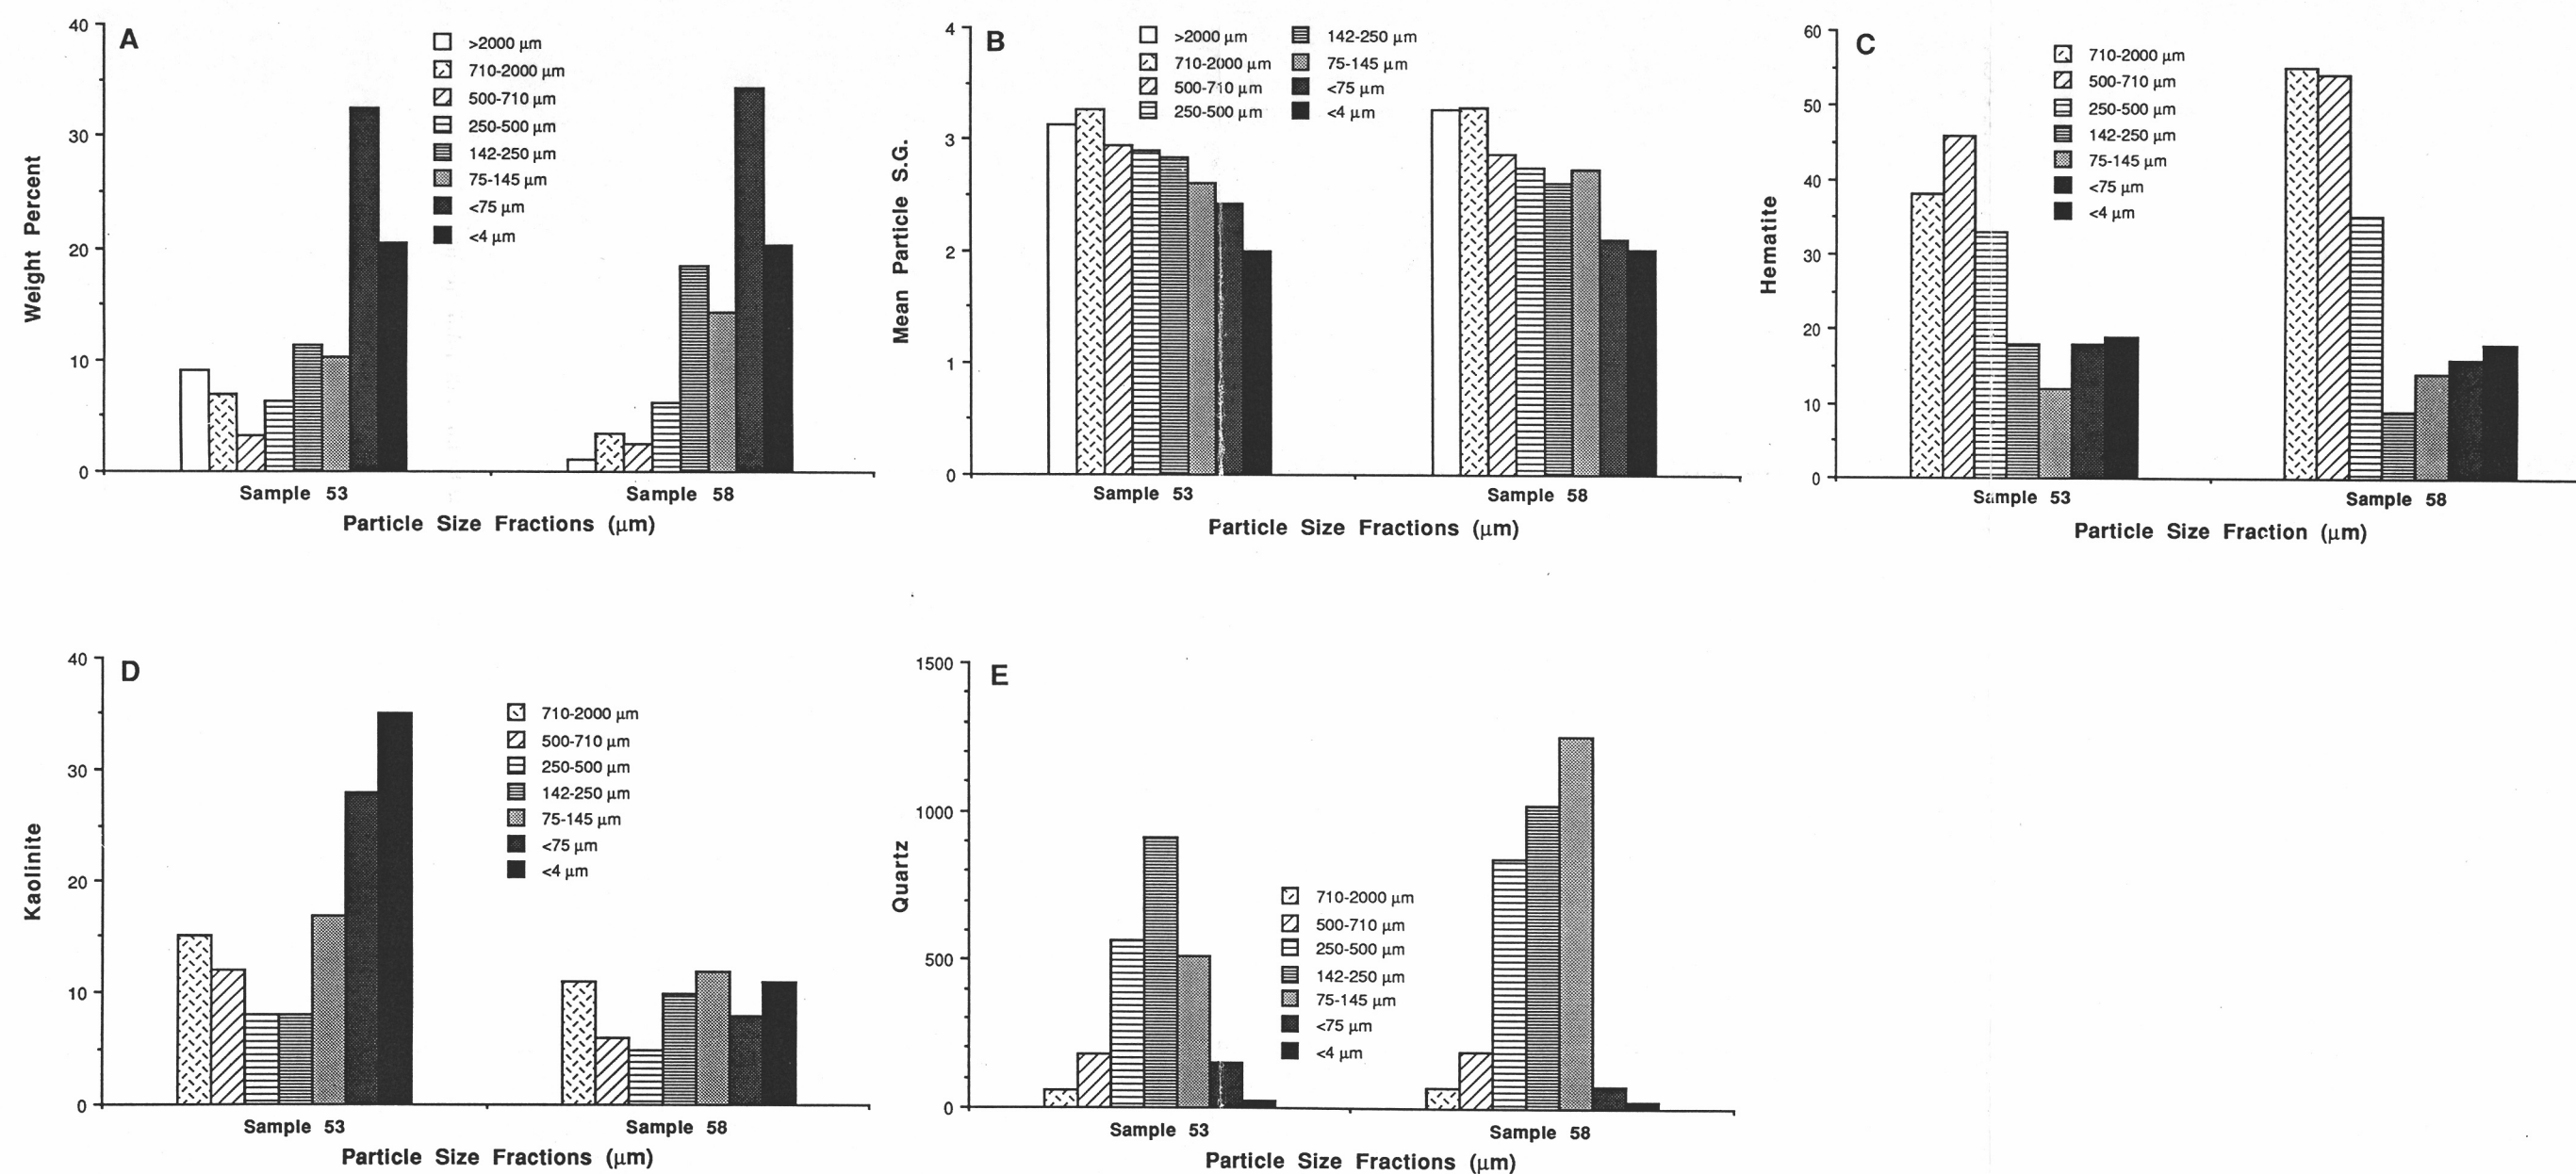 A
Weight Percent
40
30
20
10
0
>2000 µm
710-2000 µm
500-710 µm
250-500 µm
142-250 µm
75-145 µm
<75 µm
<4 µm
Sample 53
Sample 58
Particle Size Fractions (µm)
B
Mean Particle S.G.
4
3
2
1
0
>2000 µm
710-2000 µm
500-710 µm
250-500 µm
142-250 µm
75-145 µm
<75 µm
<4 µm
Sample 53
Sample 58
Particle Size Fractions (µm)
C
Hematite
60
50
40
30
20
10
0
710-2000 µm
500-710 µm
250-500 µm
142-250 µm
75-145 µm
<75 µm
<4 µm
Sample 53
Sample 58
Particle Size Fraction (µm)
D
Kaolinite
40
30
20
10
0
710-2000 µm
500-710 µm
250-500 µm
142-250 µm
75-145 µm
<75 µm
<4 µm
Sample 53
Sample 58
Particle Size Fractions (µm)
E
Quartz
1500
1000
500
0
710-2000 µm
500-710 µm
250-500 µm
142-250 µm
75-145 µm
<75 µm
<4 µm
Sample 53
Sample 58
Particle Size Fractions (µm)